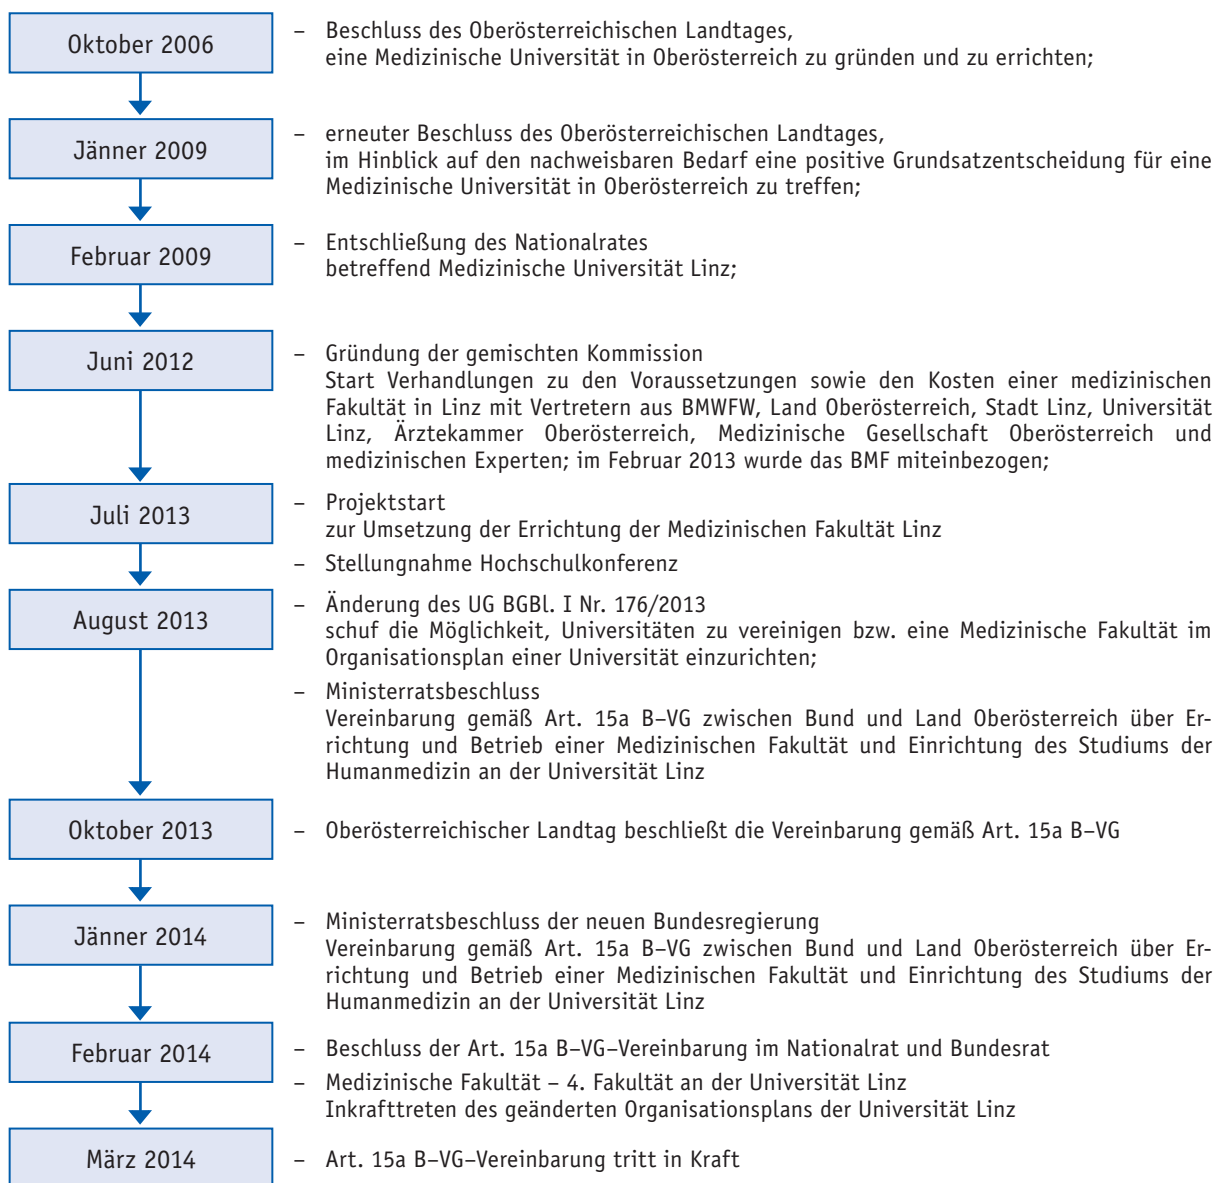 Oktober 2006
– Beschluss des Oberösterreichischen Landtages,
eine Medizinische Universität in Oberösterreich zu gründen und zu errichten;
Jänner 2009
– erneuter Beschluss des Oberösterreichischen Landtages,
im Hinblick auf den nachweisbaren Bedarf eine positive Grundsatzentscheidung für eine
Medizinische Universität in Oberösterreich zu treffen;
Februar 2009
– Entschließung des Nationalrates
betreffend Medizinische Universität Linz;
Juni 2012
– Gründung der gemischten Kommission
Start Verhandlungen zu den Voraussetzungen sowie den Kosten einer medizinischen
Fakultät in Linz mit Vertretern aus BMWFW, Land Oberösterreich, Stadt Linz, Universität
Linz, Ärztekammer Oberösterreich, Medizinische Gesellschaft Oberösterreich und
medizinischen Experten; im Februar 2013 wurde das BMF miteinbezogen;
Juli 2013
– Projektstart
zur Umsetzung der Errichtung der Medizinischen Fakultät Linz
– Stellungnahme Hochschulkonferenz
August 2013
– Änderung des UG BGBl. I Nr. 176/2013
schuf die Möglichkeit, Universitäten zu vereinigen bzw. eine Medizinische Fakultät im
Organisationsplan einer Universität einzurichten;
– Ministerratsbeschluss
Vereinbarung gemäß Art. 15a B–VG zwischen Bund und Land Oberösterreich über Er-
richtung und Betrieb einer Medizinischen Fakultät und Einrichtung des Studiums der
Humanmedizin an der Universität Linz
Oktober 2013
– Oberösterreichischer Landtag beschließt die Vereinbarung gemäß Art. 15a B–VG
Jänner 2014
– Ministerratsbeschluss der neuen Bundesregierung
Vereinbarung gemäß Art. 15a B–VG zwischen Bund und Land Oberösterreich über Er-
richtung und Betrieb einer Medizinischen Fakultät und Einrichtung des Studiums der
Humanmedizin an der Universität Linz
Februar 2014
– Beschluss der Art. 15a B–VG–Vereinbarung im Nationalrat und Bundesrat
– Medizinische Fakultät – 4. Fakultät an der Universität Linz
Inkrafttreten des geänderten Organisationsplans der Universität Linz
März 2014
– Art. 15a B–VG–Vereinbarung tritt in Kraft